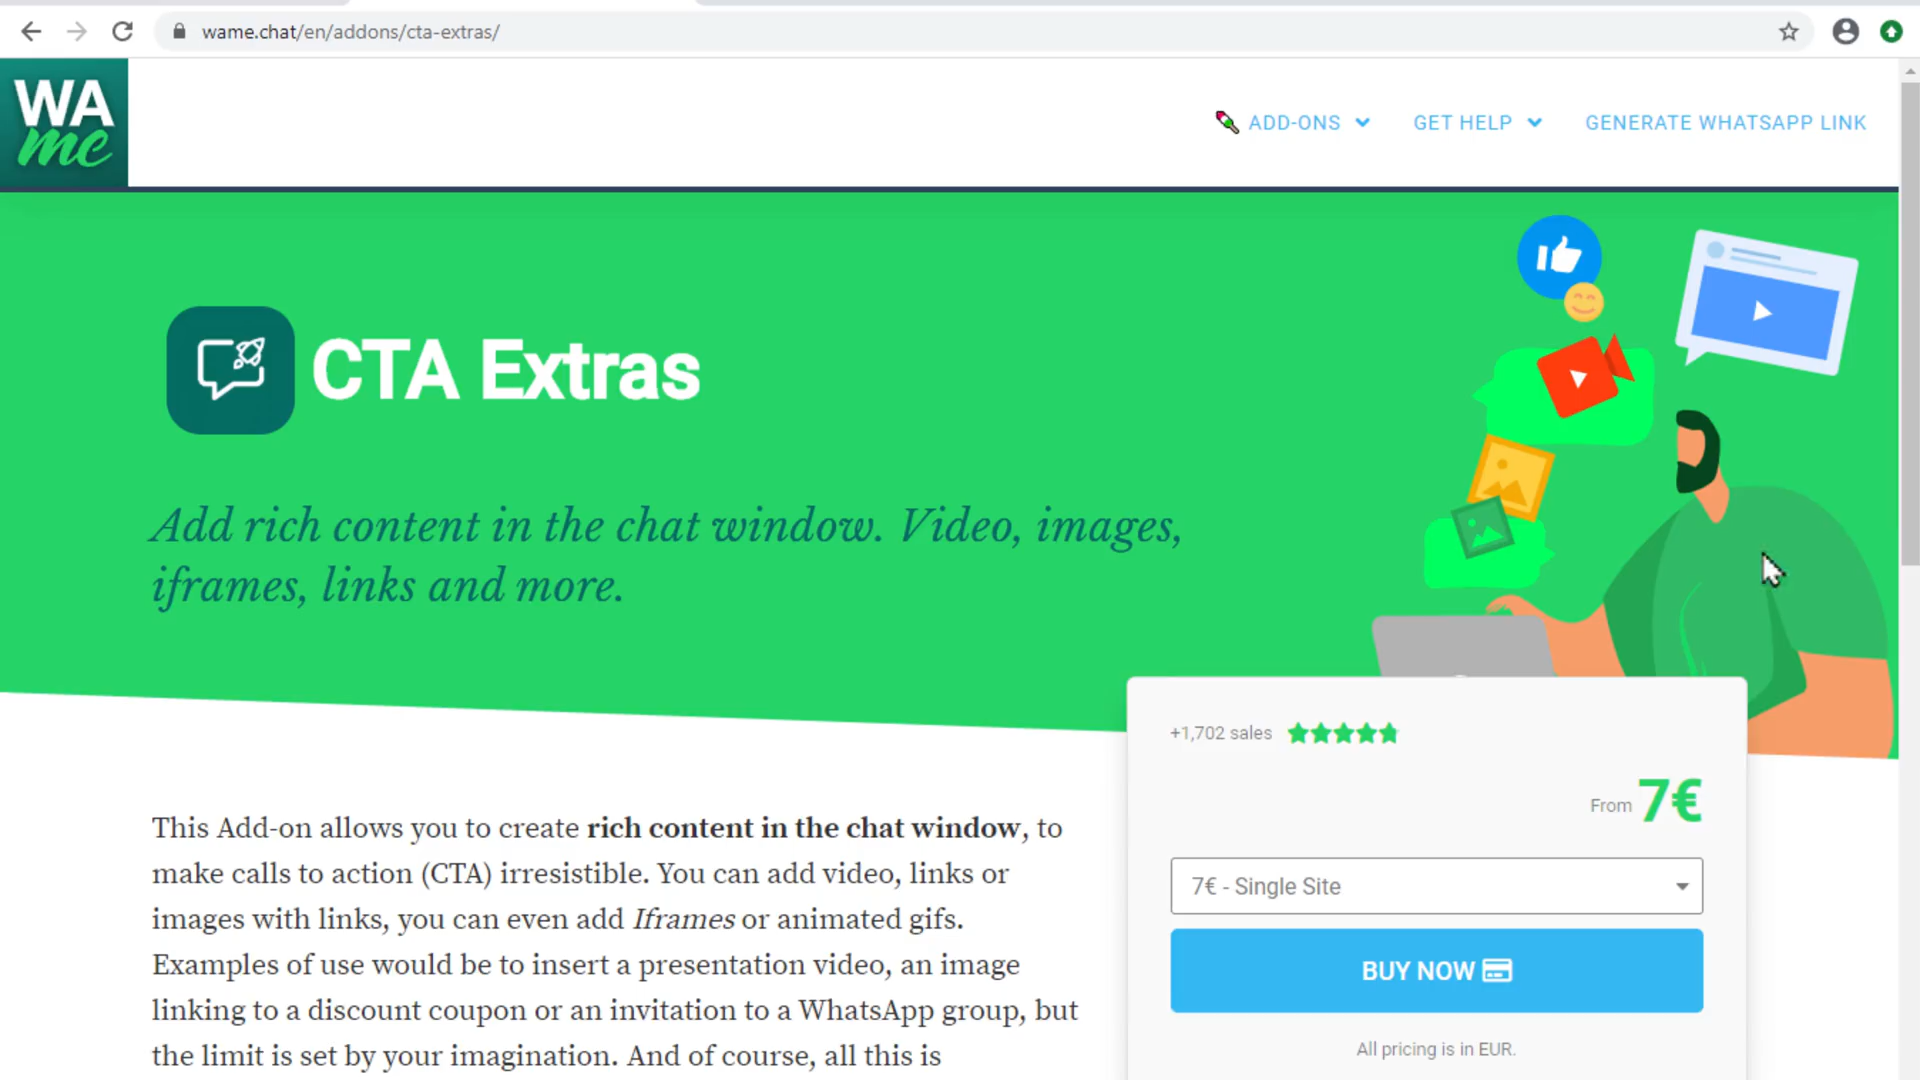 wame.chat/en/addons/cta-extras/
WA
me
ADD-ONS
GET HELP
GENERATE WHATSAPP LINK
CTA Extras
Add rich content in the chat window. Video, images,
iframes, links and more.
+1,702 sales
From 7€
7€ - Single Site
BUY NOW
All pricing is in EUR.
This Add-on allows you to create rich content in the chat window, to
make calls to action (CTA) irresistible. You can add video, links or
images with links, you can even add Iframes or animated gifs.
Examples of use would be to insert a presentation video, an image
linking to a discount coupon or an invitation to a WhatsApp group, but
the limit is set by your imagination. And of course, all this is